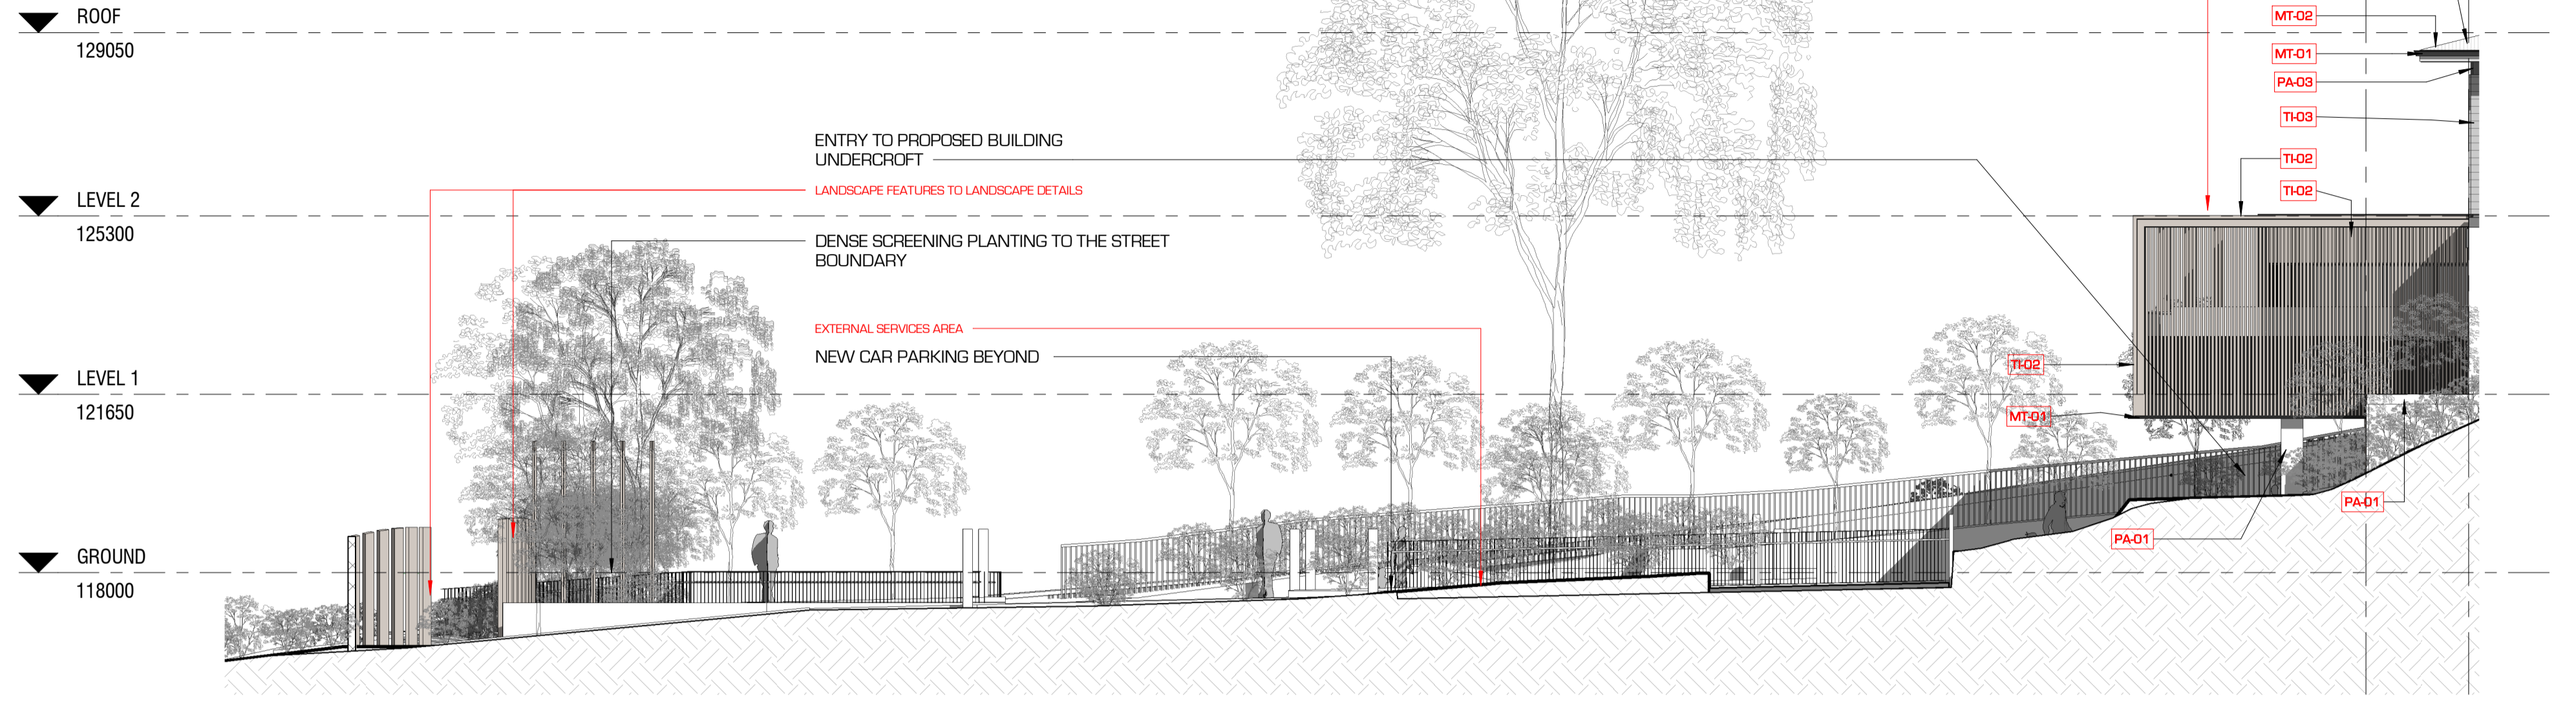 ROOF
129050
MT-02
MT-01
PA-03
TI-03
ENTRY TO PROPOSED BUILDING
UNDERCROFT
TI-02
LANDSCAPE FEATURES TO LANDSCAPE DETAILS
TI-02
LEVEL 2
125300
DENSE SCREENING PLANTING TO THE STREET
BOUNDARY
EXTERNAL SERVICES AREA
NEW CAR PARKING BEYOND
TI-02
LEVEL 1
121650
MT-01
PA-01
PA-01
GROUND
118000